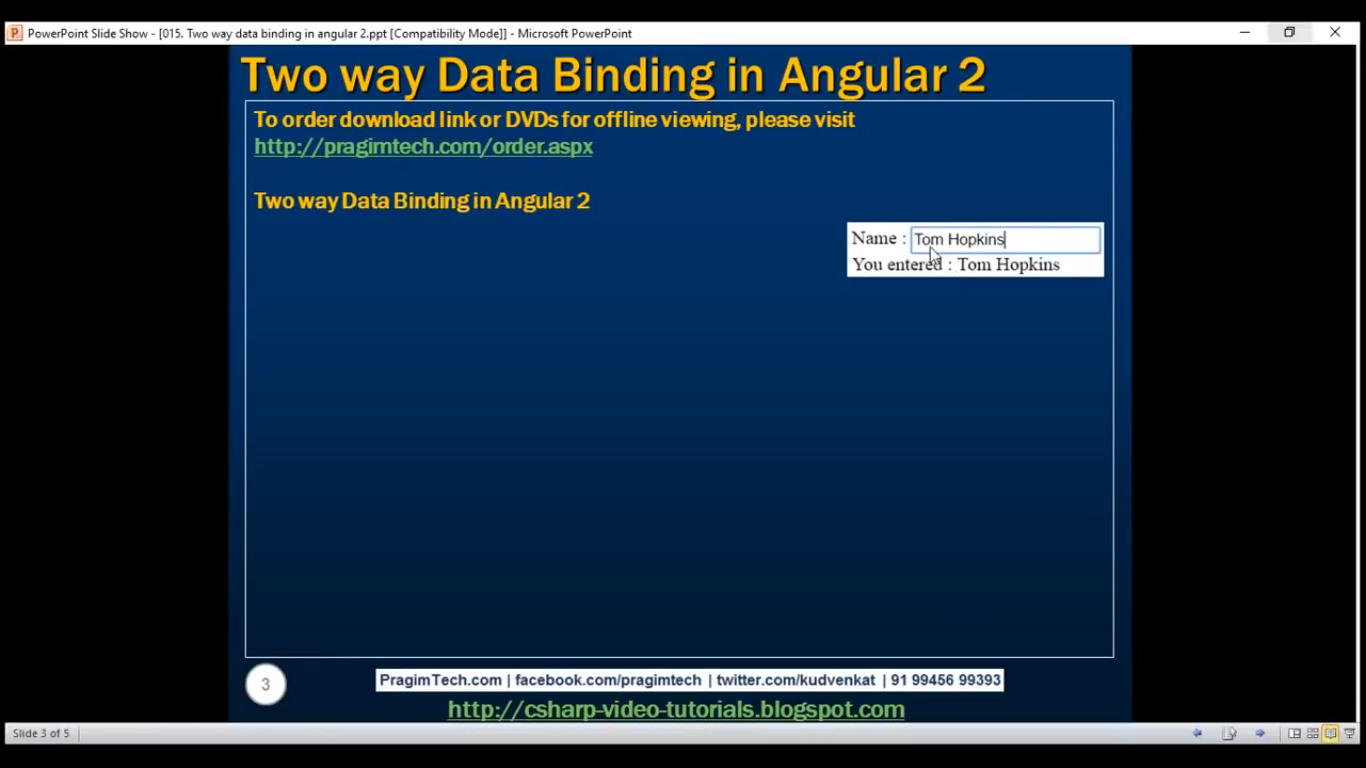 PowerPoint Slide Show - [015. Two way data binding in angular 2.ppt [Compatibility Mode]] - Microsoft PowerPoint
Two way Data Binding in Angular 2
To order download link or DVDs for offline viewing, please visit
http://pragimtech.com/order.aspx
Two way Data Binding in Angular 2
Name : Tom Hopkins
You entered : Tom Hopkins
3
PragimTech.com | facebook.com/pragimtech | twitter.com/kudvenkat | 91 99456 99393
http://csharp-video-tutorials.blogspot.com
Slide 3 of 5